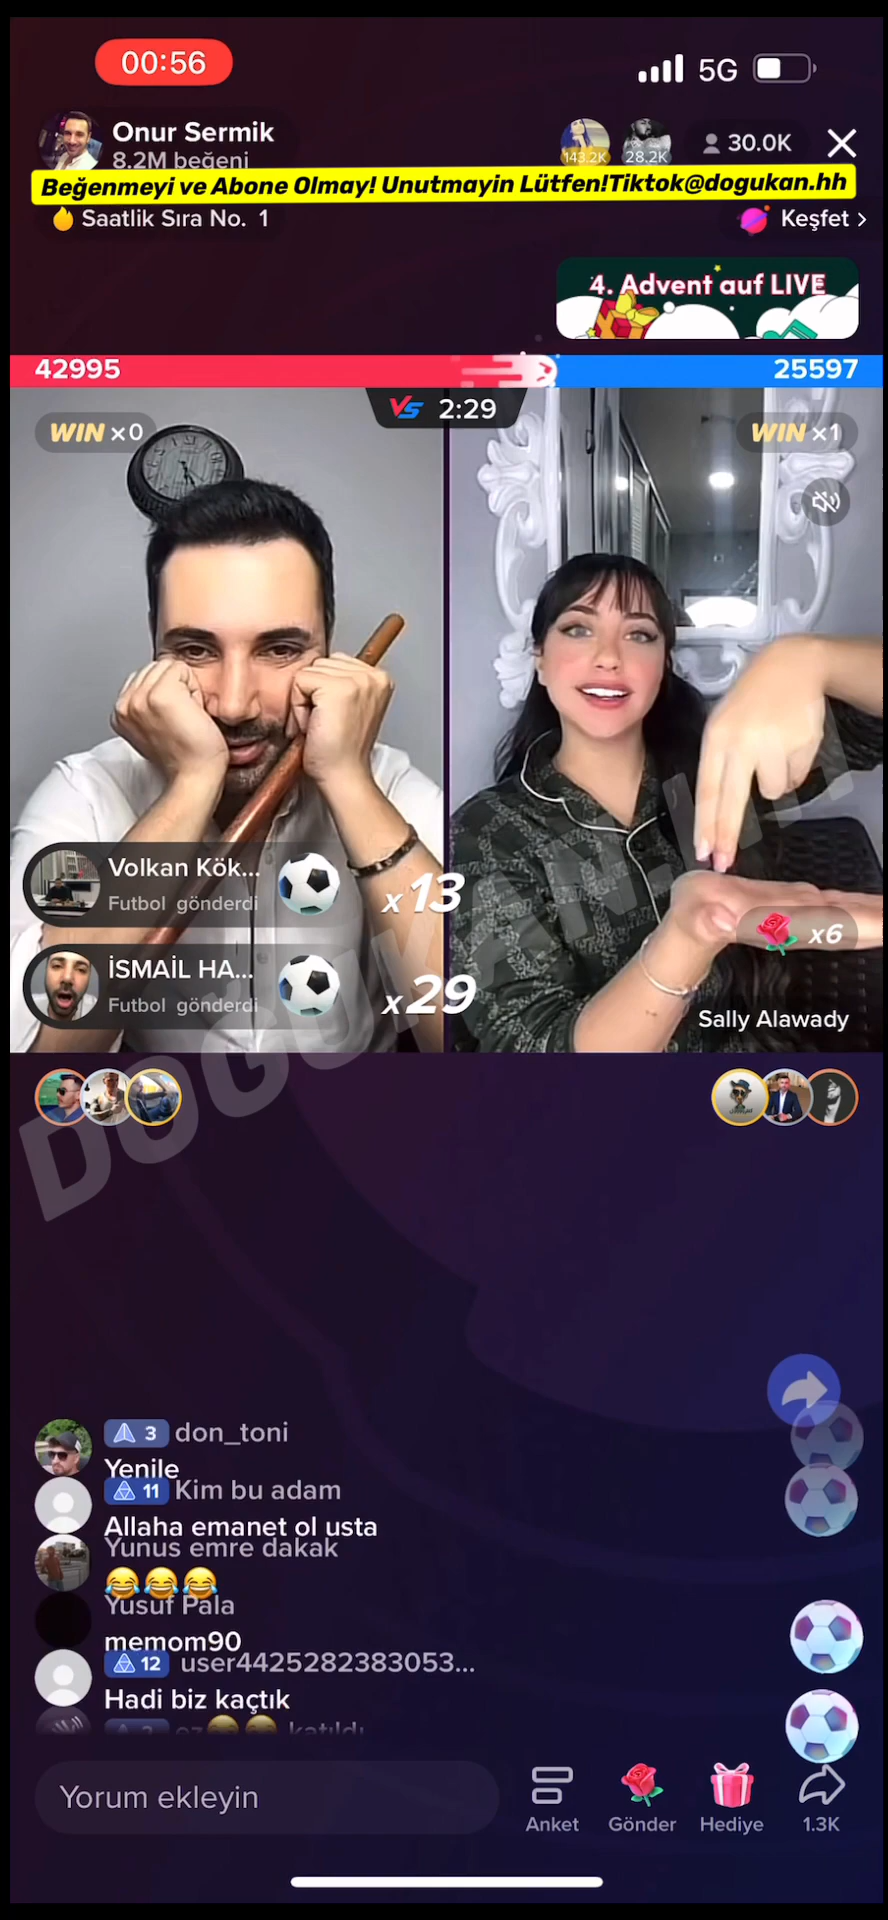 00:56
5G
Onur Sermik
8.2M beğeni
143.2K
28.2K
30.0K
Beğenmeyi ve Abone Olmay! Unutmayin Lütfen!Tiktok@dogukan.hh
Saatlik Sıra No. 1
Keşfet >
4. Advent auf LIVE
42995
25597
VS 2:29
WIN x0
WIN x1
Volkan Kök...
Futbol gönderdi
x13
İSMAİL HA...
Futbol gönderdi
x29
x6
Sally Alawady
DOGUKAN.HH
3 don_toni
Yenile
11 Kim bu adam
Allaha emanet ol usta
Yunus emre dakak
😂😂😂
Yusuf Pala
memom90
12 user4425282383053...
Hadi biz kaçtık
katıldı
Yorum ekleyin
Anket
Gönder
Hediye
1.3K